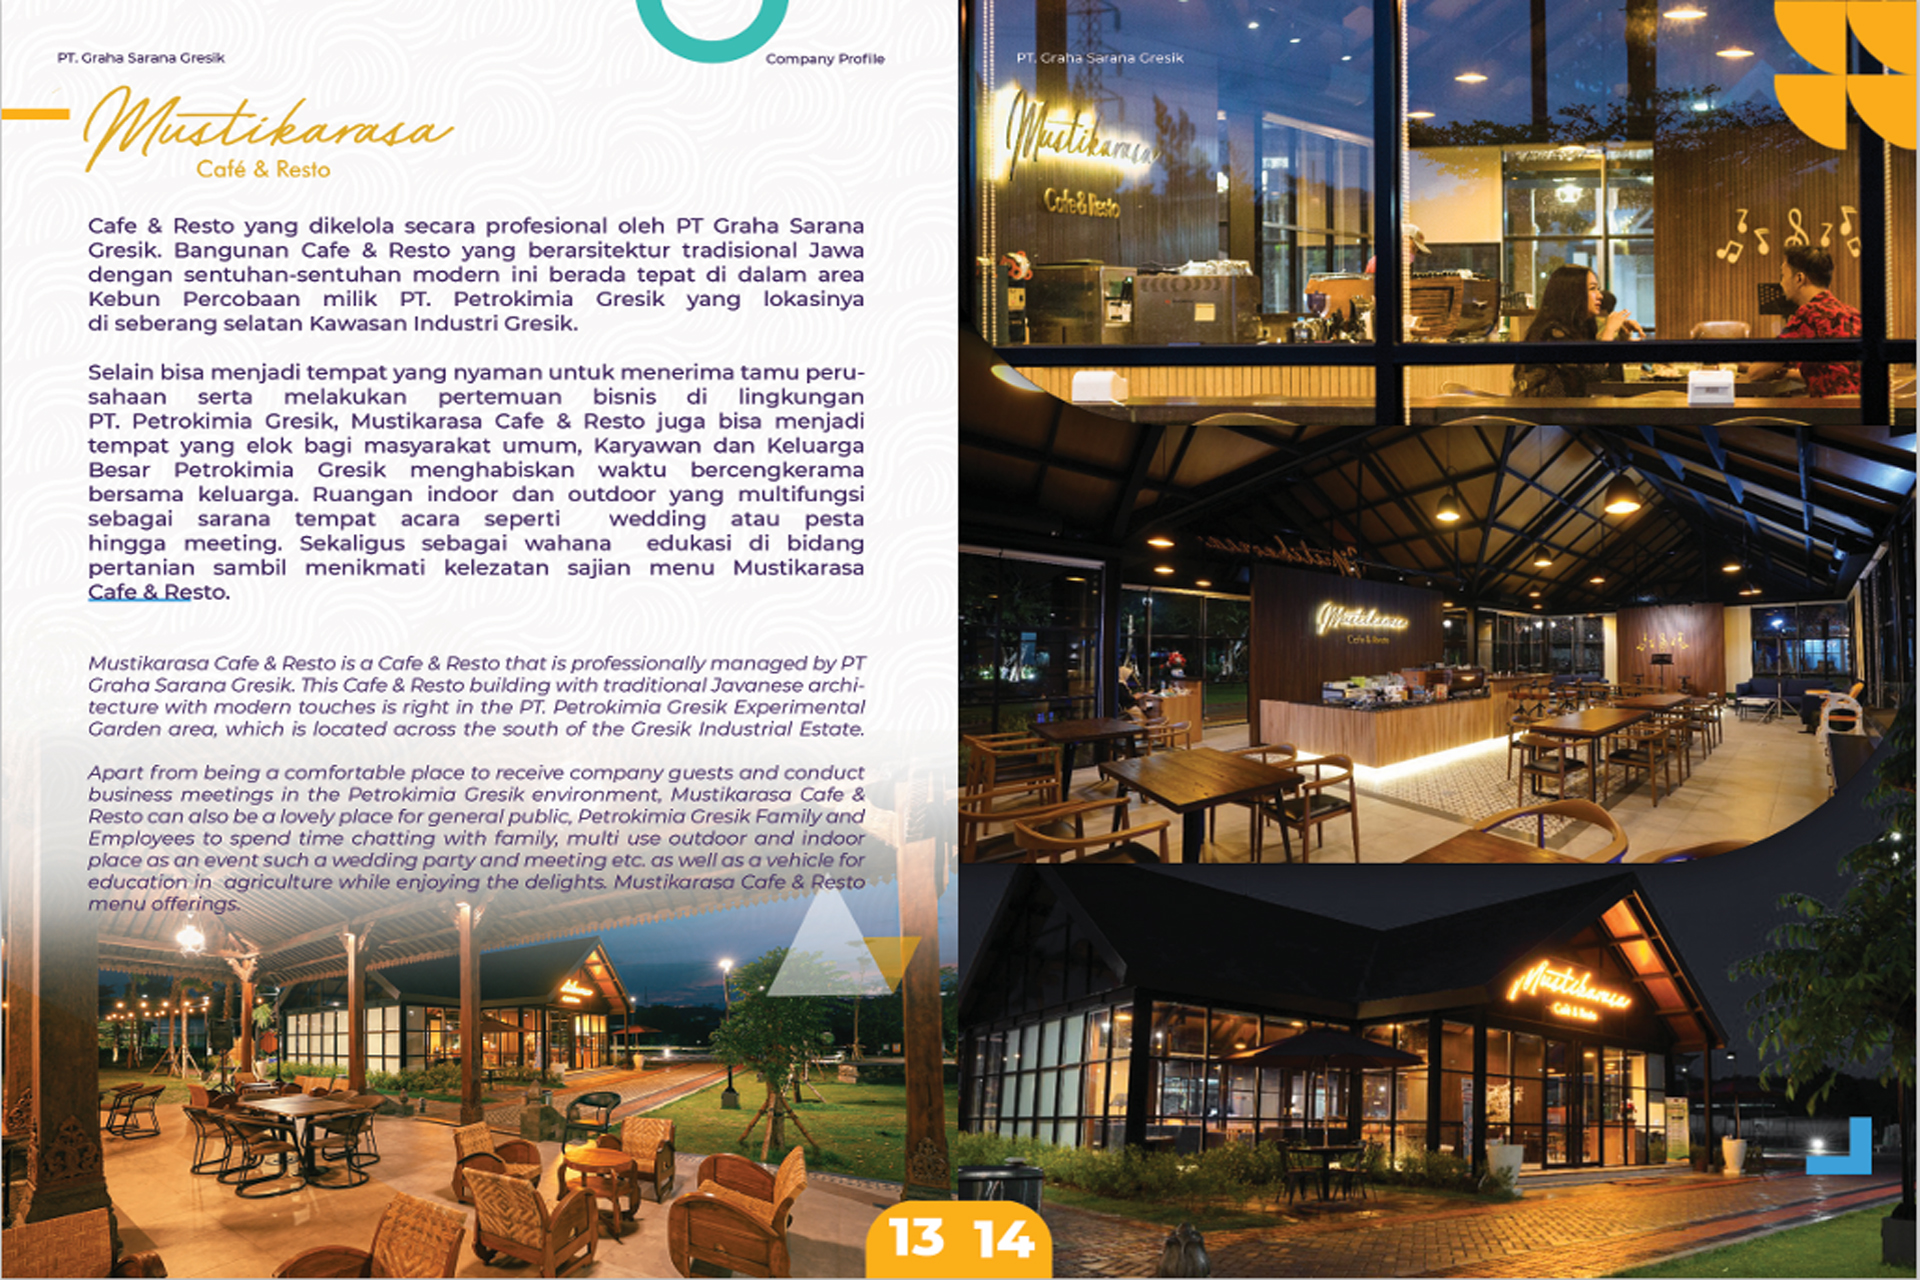 PT. Graha Sarana Gresik
Company Profile
Mustikarasa
Café & Resto
Cafe & Resto yang dikelola secara profesional oleh PT Graha Sarana
Gresik. Bangunan Cafe & Resto yang berarsitektur tradisional Jawa
dengan sentuhan-sentuhan modern ini berada tepat di dalam area
Kebun Percobaan milik PT. Petrokimia Gresik yang lokasinya
di seberang selatan Kawasan Industri Gresik.
Selain bisa menjadi tempat yang nyaman untuk menerima tamu peru-
sahaan serta melakukan pertemuan bisnis di lingkungan
PT. Petrokimia Gresik, Mustikarasa Cafe & Resto juga bisa menjadi
tempat yang elok bagi masyarakat umum, Karyawan dan Keluarga
Besar Petrokimia Gresik menghabiskan waktu bercengkerama
bersama keluarga. Ruangan indoor dan outdoor yang multifungsi
sebagai sarana tempat acara seperti wedding atau pesta
hingga meeting. Sekaligus sebagai wahana edukasi di bidang
pertanian sambil menikmati kelezatan sajian menu Mustikarasa
Cafe & Resto.
Mustikarasa Cafe & Resto is a Cafe & Resto that is professionally managed by PT
Graha Sarana Gresik. This Cafe & Resto building with traditional Javanese archi-
tecture with modern touches is right in the PT. Petrokimia Gresik Experimental
Garden area, which is located across the south of the Gresik Industrial Estate.
Apart from being a comfortable place to receive company guests and conduct
business meetings in the Petrokimia Gresik environment, Mustikarasa Cafe &
Resto can also be a lovely place for general public, Petrokimia Gresik Family and
Employees to spend time chatting with family, multi use outdoor and indoor
place as an event such a wedding party and meeting etc. as well as a vehicle for
education in agriculture while enjoying the delights. Mustikarasa Cafe & Resto
menu offerings.
13
PT. Graha Sarana Gresik
Mustikarasa
Cafe & Resto
Mustikarasa
Cafe & Resto
Mustikarasa
Café & Resto
14